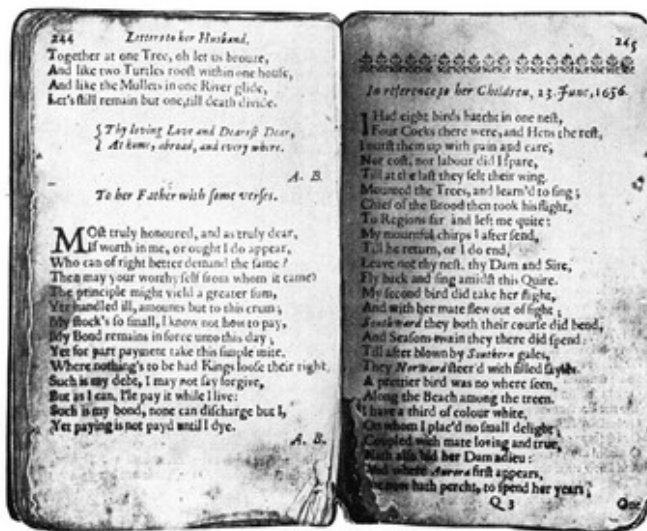 244 Letters to her Husband.
Together at one Tree, oh let us brouze,
And like two Turtles roost within one house,
And like the Mullets in one River glide,
Let's still remain but one, till death divide.
Thy loving Love and Dearest Dear,
At home, abroad, and every where.
A. B.
To her Father with some verses.
MOst truly honoured, and as truly dear,
If worth in me, or ought I do appear,
Who can of right better demand the same?
Then may your worthy self from whom it came?
The principle might yield a greater sum,
Yet handled ill, amounts but to this crum;
My stock's so small, I know not how to pay,
My Bond remains in force unto this day;
Yet for part payment take this simple mite,
Where nothing's to be had Kings loose their right
Such is my debt, I may not say forgive,
But as I can, I'le pay it while I live:
Such is my bond, none can discharge but I,
Yet paying is not payd until I dye.
A. B.
245
In reference to her Children, 23. June, 1656.
I Had eight birds hatcht in one nest,
Four Cocks there were, and Hens the rest,
I nurst them up with pain and care,
Nor cost, nor labour did I spare,
Till at the last they felt their wing.
Mounted the Trees, and learn'd to sing;
Chief of the Brood then took his flight,
To Regions far and left me quite:
My mournful chirps I after send,
Till he return, or I do end,
Leave not thy nest, thy Dam and Sire,
Fly back and sing amidst this Quire.
My second bird did take her flight,
And with her mate flew out of sight;
Southward they both their course did bend,
And Seasons twain they there did spend:
Till after blown by Southern gales,
They Norward steer'd with filled sayles.
A prettier bird was no where seen,
Along the Beach among the treen.
I have a third of colour white,
On whom I plac'd no small delight;
Coupled with mate loving and true,
Hath also bid her Dam adieu:
And where Aurora first appears,
She now hath percht, to spend her years;
Q 3
One